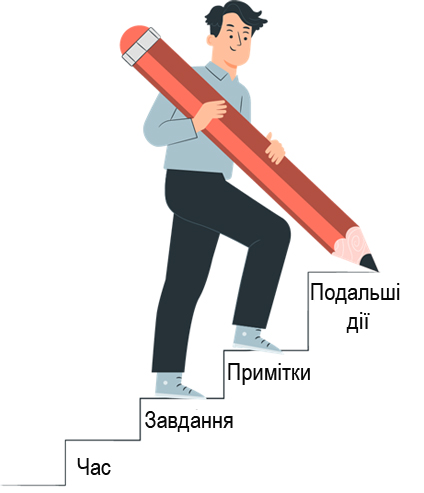 Подальші
дії
Примітки
Завдання
Час